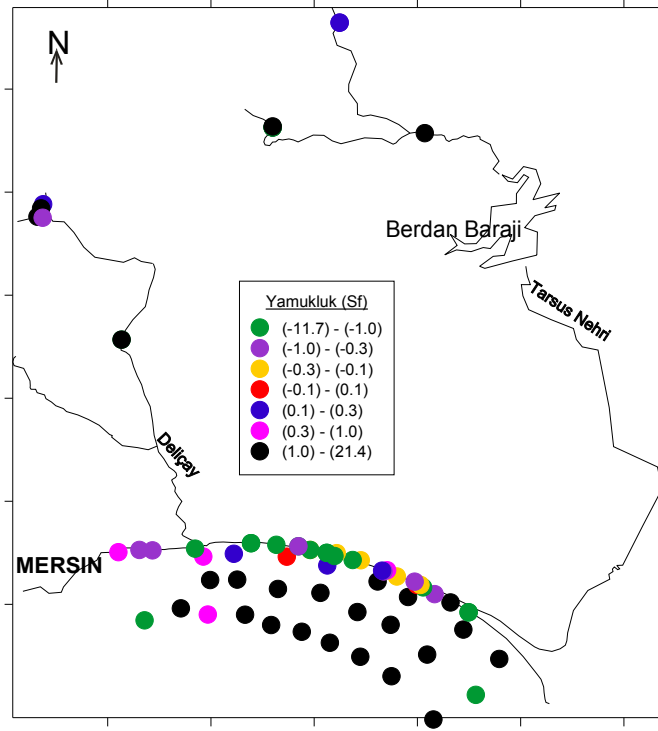 N
Berdan Baraji
Tarsus Nehri
Yamukluk (Sf)
(-11.7) - (-1.0)
(-1.0) - (-0.3)
(-0.3) - (-0.1)
(-0.1) - (0.1)
(0.1) - (0.3)
(0.3) - (1.0)
(1.0) - (21.4)
Deliçay
MERSIN